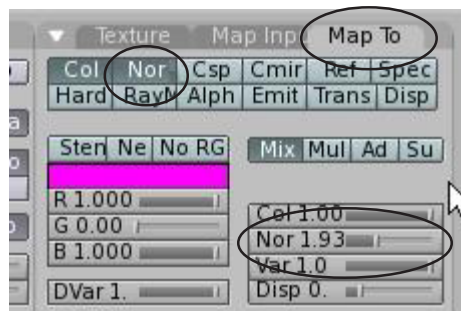 Texture Map Inpu Map To
Col Nor Csp Cmir Ref Spec
Hard RayM Alph Emit Trans Disp
Sten Ne No RG Mix Mul Ad Su
R 1.000
G 0.00
B 1.000
DVar 1.
Col 1.00
Nor 1.93
Var 1.0
Disp 0.